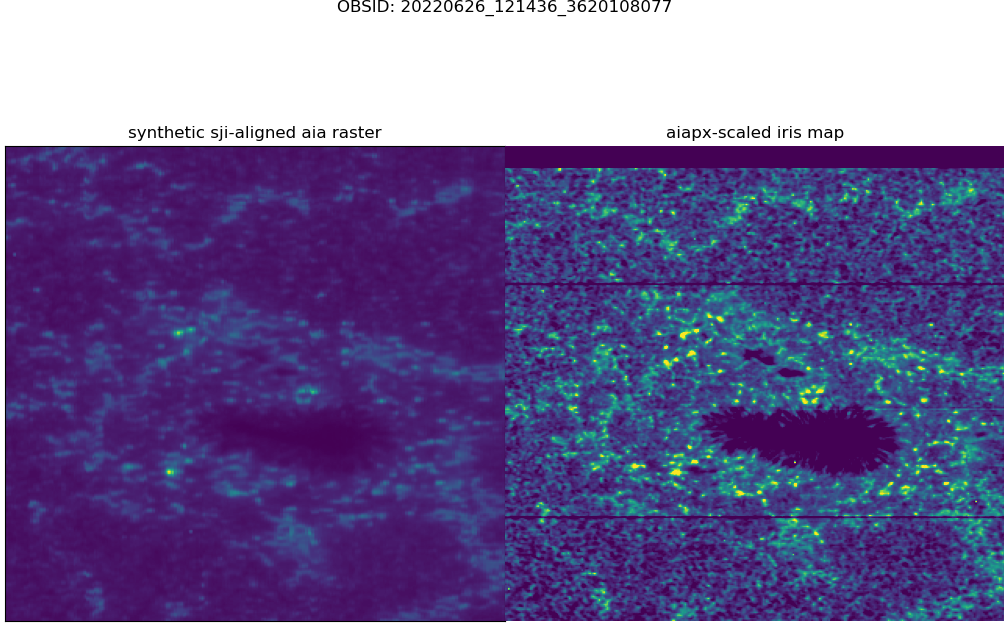 OBSID: 20220626_121436_3620108077
synthetic sji-aligned aia raster
aiapx-scaled iris map